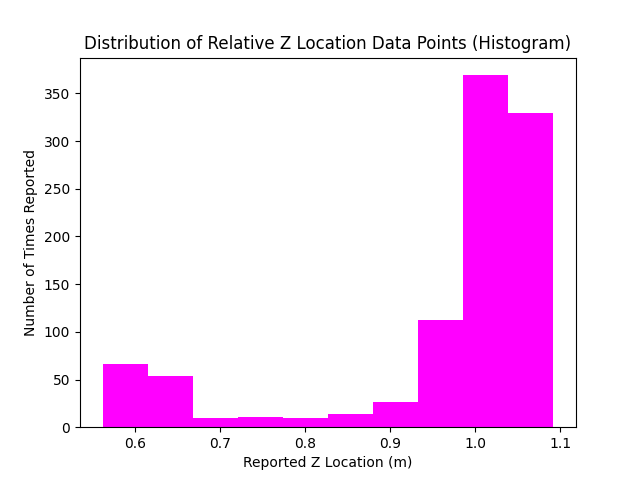 Distribution of Relative Z Location Data Points (Histogram)
350
300
250
200
150
100
50
0
Number of Times Reported
0.6 0.7 0.8 0.9 1.0 1.1
Reported Z Location (m)